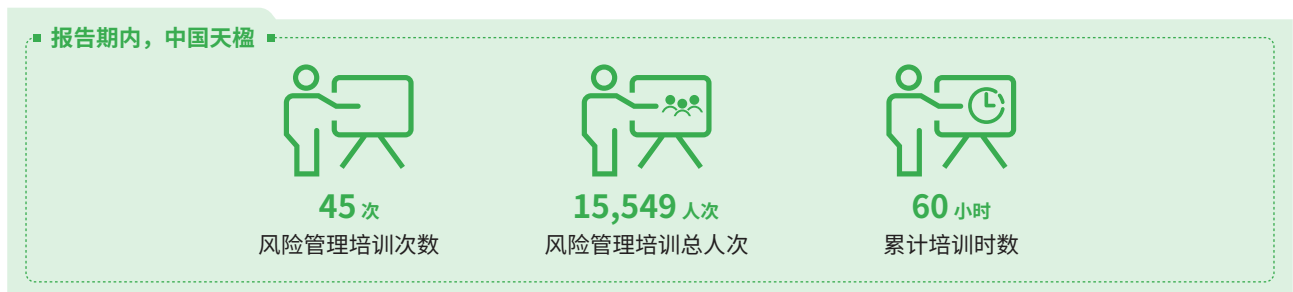 报告期内，中国天楹
45 次
15,549 人次
60 小时
风险管理培训次数
风险管理培训总人次
累计培训时数